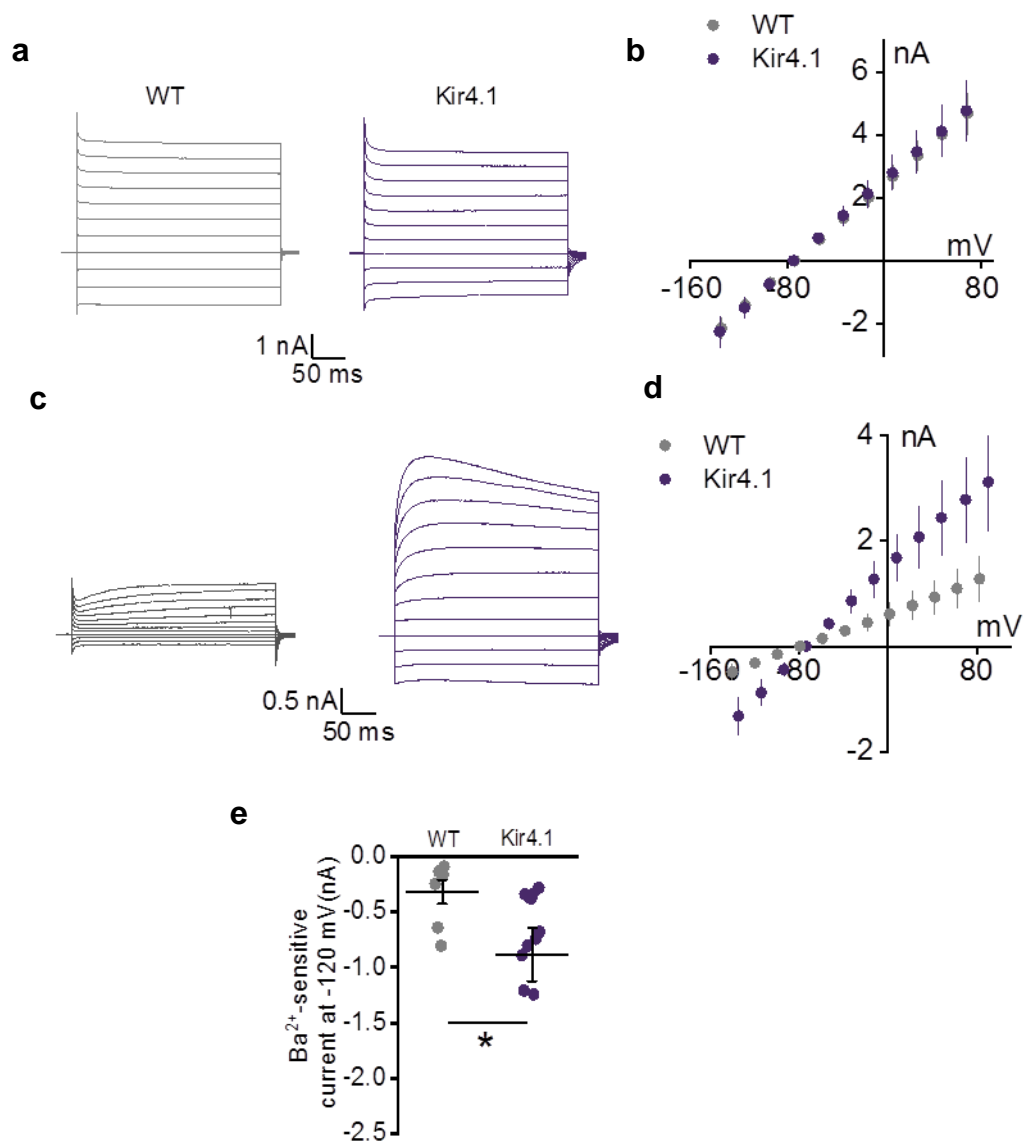 a
WT
Kir4.1
1 nA
50 ms
b
WT
Kir4.1
nA
6
4
2
mV
-160
-80
80
-2
c
0.5 nA
50 ms
d
WT
Kir4.1
nA
4
2
mV
-160
-80
80
-2
e
WT
Kir4.1
Ba2+-sensitive
current at -120 mV(nA)
0.0
-0.5
-1.0
-1.5
-2.0
-2.5
*